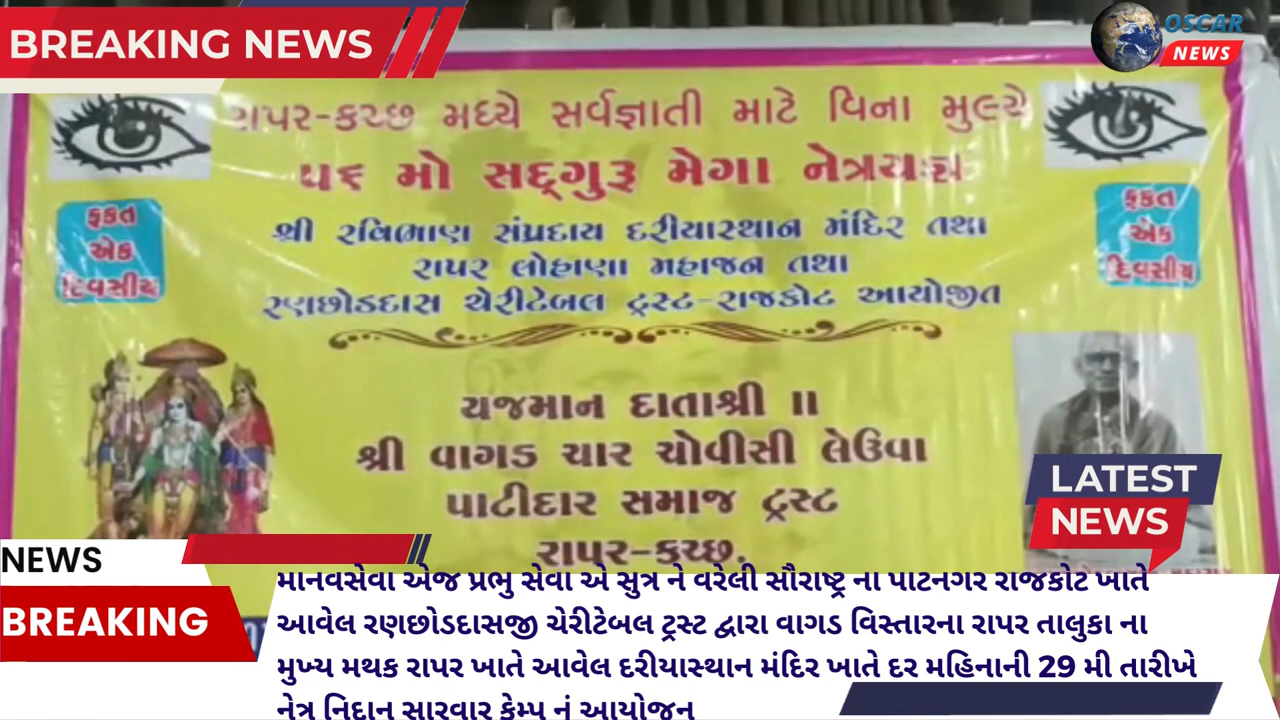 BREAKING NEWS
OSCAR
NEWS
રાપર-કચ્છ મધ્યે સર્વજ્ઞાતી માટે વિના મુલ્યે
૫૬ મો સદ્ગુરૂ મેગા નેત્રયજ્ઞ
ફકત
એક
દિવસીય
ફકત
એક
દિવસીય
શ્રી રવિભાણ સંપ્રદાય દરીયાસ્થાન મંદિર તથા
રાપર લોહાણા મહાજન તથા
રણછોડદાસ ચેરીટેબલ ટ્રસ્ટ-રાજકોટ આયોજીત
યજમાન દાતાશ્રી ॥
શ્રી વાગડ ચાર ચોવીસી લેઉવા
પાટીદાર સમાજ ટ્રસ્ટ
રાપર-કચ્છ.
LATEST
NEWS
NEWS
BREAKING
માનવસેવા એજ પ્રભુ સેવા એ સુત્ર ને વરેલી સૌરાષ્ટ્ર ના પાટનગર રાજકોટ ખાતે
આવેલ રણછોડદાસજી ચેરીટેબલ ટ્રસ્ટ દ્વારા વાગડ વિસ્તારના રાપર તાલુકા ના
મુખ્ય મથક રાપર ખાતે આવેલ દરીયાસ્થાન મંદિર ખાતે દર મહિનાની 29 મી તારીખે
નેત્ર નિદાન સારવાર કેમ્પ નું આયોજન